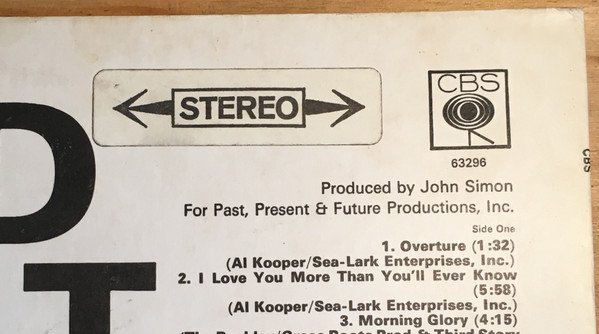 STEREO
CBS
63296
Produced by John Simon
For Past, Present & Future Productions, Inc.
Side One
1. Overture (1:32)
(Al Kooper/Sea-Lark Enterprises, Inc.)
2. I Love You More Than You'll Ever Know
(5:58)
(Al Kooper/Sea-Lark Enterprises, Inc.)
3. Morning Glory (4:15)
D
T
CBS